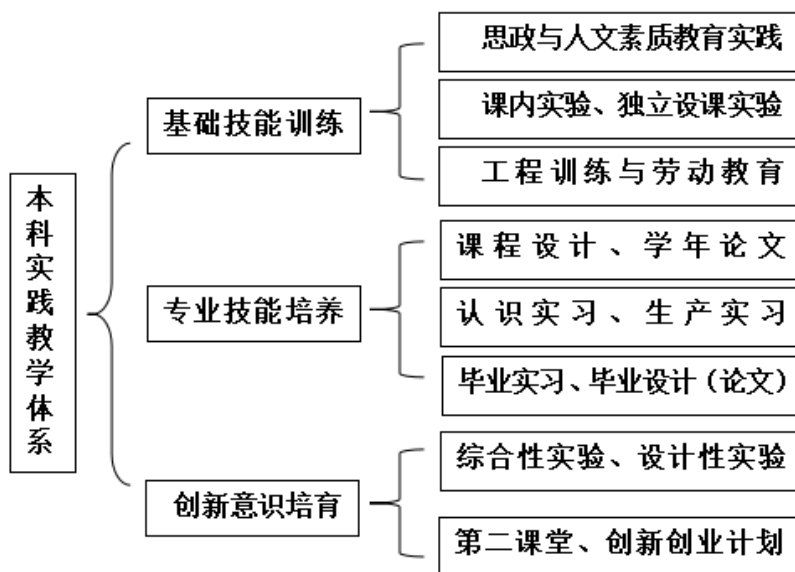 本科实践教学体系
基础技能训练
思政与人文素质教育实践
课内实验、独立设课实验
工程训练与劳动教育
专业技能培养
课程设计、学年论文
认识实习、生产实习
毕业实习、毕业设计（论文）
创新意识培育
综合性实验、设计性实验
第二课堂、创新创业计划